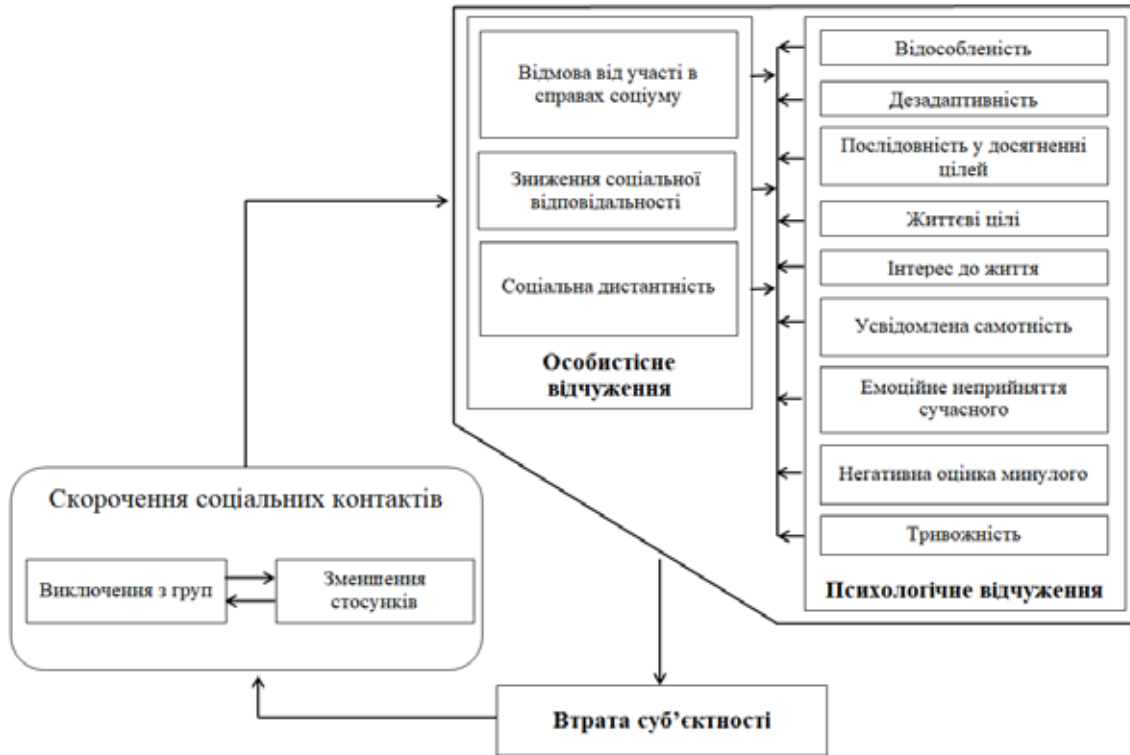 Відмова від участі в
справах соціуму
Зниження соціальної
відповідальності
Соціальна дистантність
Особистісне
відчуження
Відособленість
Дезадаптивність
Послідовність у досягненні
цілей
Життєві цілі
Інтерес до життя
Усвідомлена самотність
Емоційне неприйняття
сучасного
Негативна оцінка минулого
Тривожність
Психологічне відчуження
Скорочення соціальних контактів
Виключення з груп
Зменшення
стосунків
Втрата суб’єктності